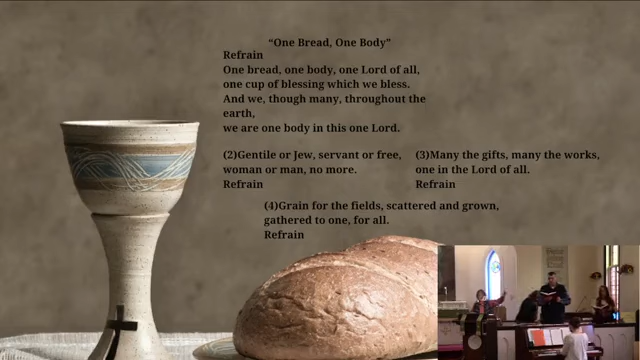 “One Bread, One Body”
Refrain
One bread, one body, one Lord of all,
one cup of blessing which we bless.
And we, though many, throughout the
earth,
we are one body in this one Lord.
(2)Gentile or Jew, servant or free,
woman or man, no more.
Refrain
(3)Many the gifts, many the works,
one in the Lord of all.
Refrain
(4)Grain for the fields, scattered and grown,
gathered to one, for all.
Refrain